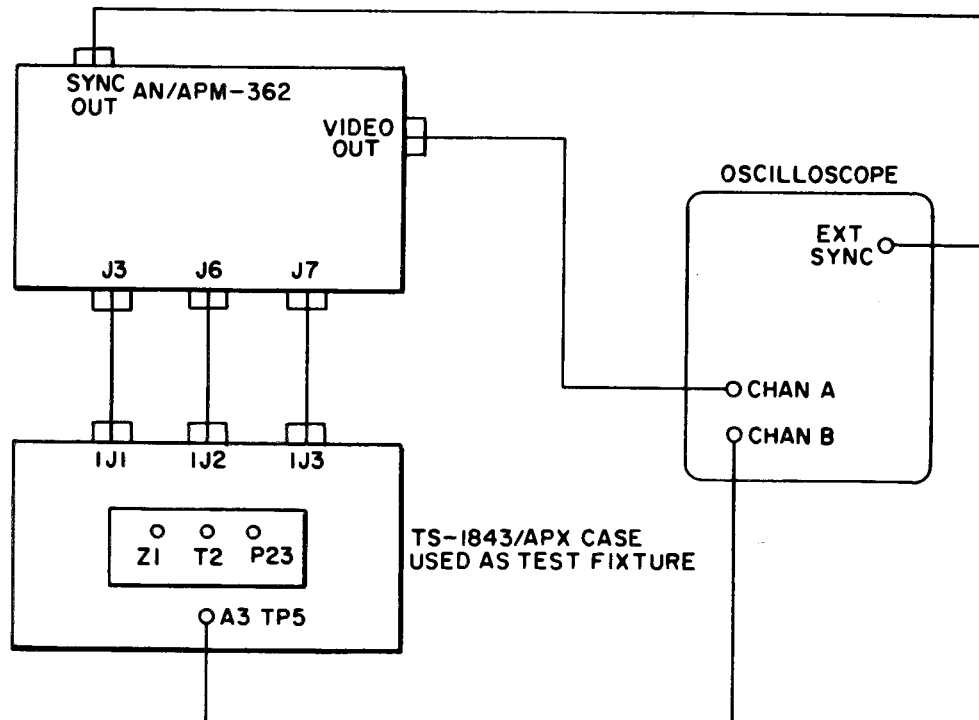 SYNC OUT
AN/APM-362
VIDEO OUT
J3 J6 J7
OSCILLOSCOPE
EXT SYNC
CHAN A
CHAN B
1J1 1J2 1J3
Z1 T2 P23
A3 TP5
TS-1843/APX CASE
USED AS TEST FIXTURE